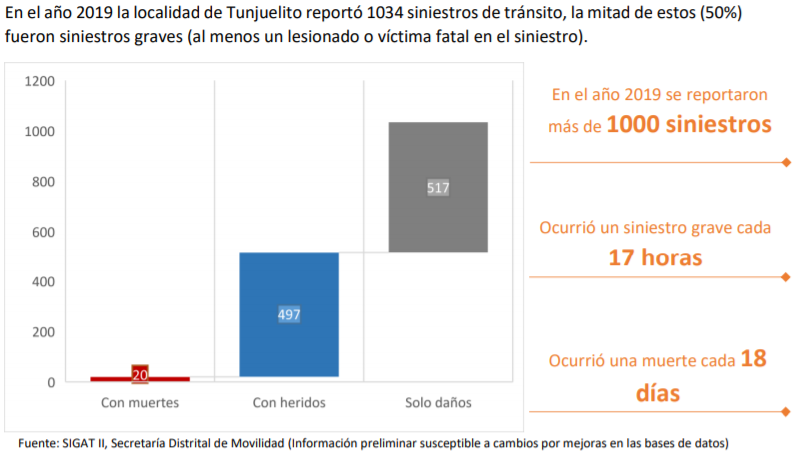 En el año 2019 la localidad de Tunjuelito reportó 1034 siniestros de tránsito, la mitad de estos (50%)
fueron siniestros graves (al menos un lesionado o víctima fatal en el siniestro).
1200
1000
800
600
400
200
0
20
497
517
Con muertes
Con heridos
Solo daños
En el año 2019 se reportaron
más de 1000 siniestros
Ocurrió un siniestro grave cada
17 horas
Ocurrió una muerte cada 18
días
Fuente: SIGAT II, Secretaría Distrital de Movilidad (Información preliminar susceptible a cambios por mejoras en las bases de datos)